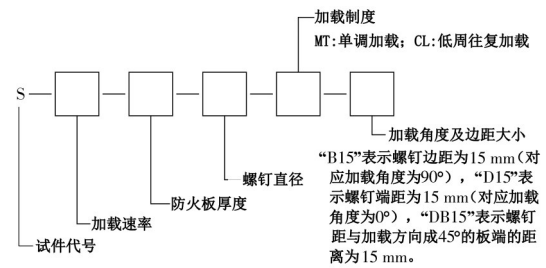 加载制度
MT:单调加载；CL:低周往复加载
S
加载角度及边距大小
“B15”表示螺钉边距为15 mm(对
应加载角度为90°)，“D15”表
示螺钉端距为15 mm(对应加载
角度为0°)，“DB15”表示螺钉
距与加载方向成45°的板端的距
离为15 mm。
螺钉直径
防火板厚度
加载速率
试件代号